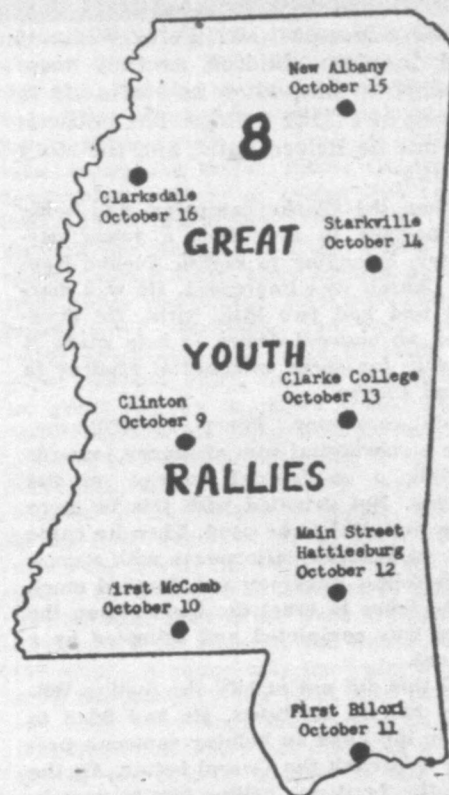 New Albany
October 15
8
Clarksdale
October 16
GREAT
Starkville
October 14
YOUTH
Clarke College
October 13
Clinton
October 9
RALLIES
Main Street
Hattiesburg
October 12
First McComb
October 10
First Biloxi
October 11